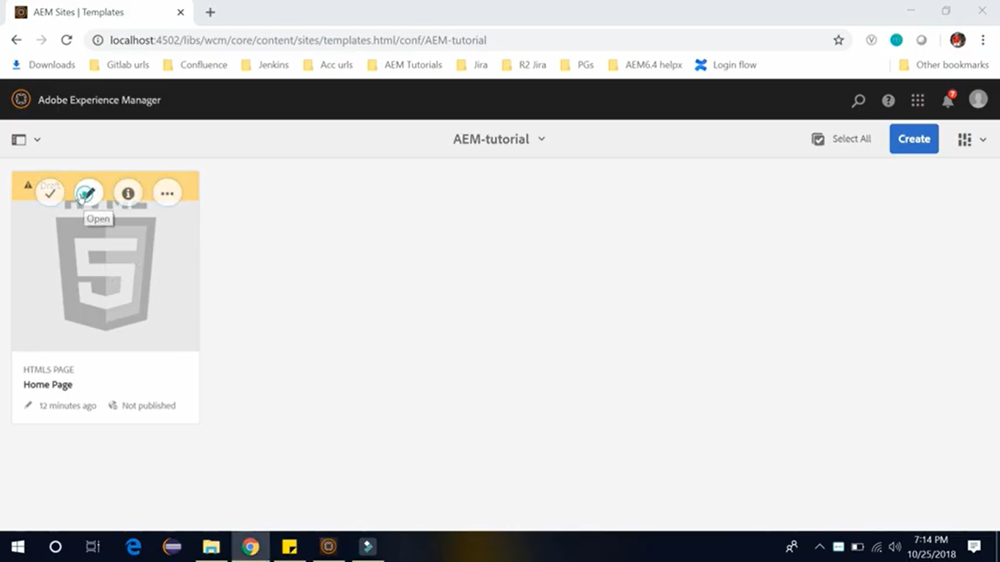 AEM Sites | Templates
localhost:4502/libs/wcm/core/content/sites/templates.html/conf/AEM-tutorial
Downloads Gitlab urls Confluence Jenkins Acc urls AEM Tutorials Jira R2 Jira PGs AEM6.4 helpx Login flow Other bookmarks
Adobe Experience Manager
7
AEM-tutorial Select All Create
Draft
Open
HTML
5
HTML5 PAGE
Home Page
12 minutes ago Not published
7:14 PM
10/25/2018